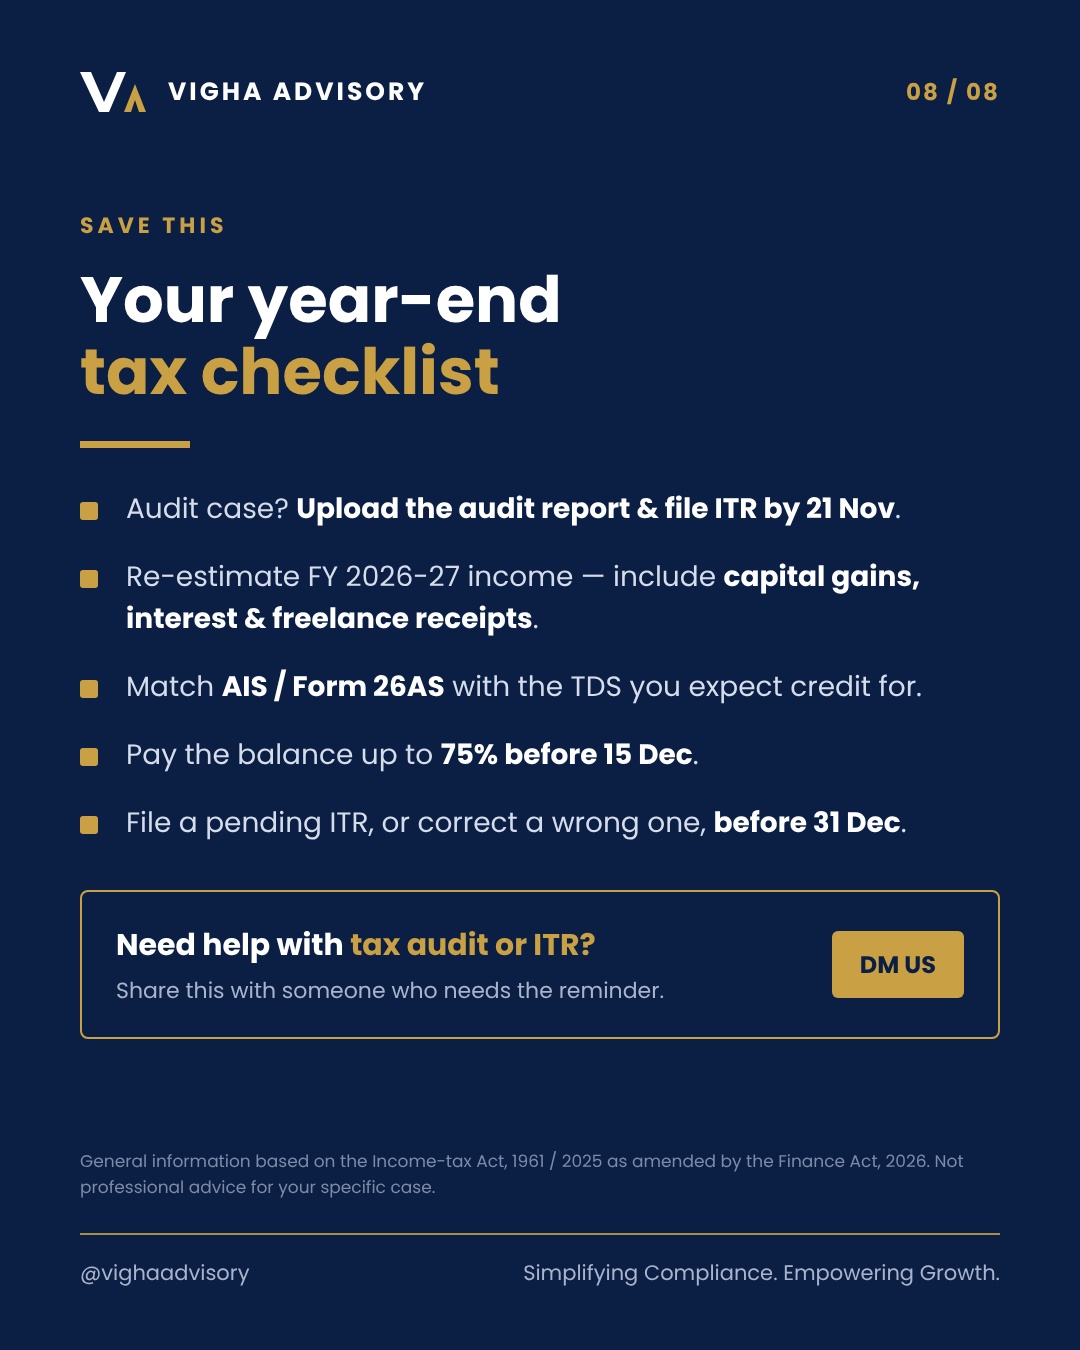 VIGHA ADVISORY
08 / 08
SAVE THIS
Your year-end
tax checklist
Audit case? Upload the audit report & file ITR by 21 Nov.
Re-estimate FY 2026-27 income — include capital gains,
interest & freelance receipts.
Match AIS / Form 26AS with the TDS you expect credit for.
Pay the balance up to 75% before 15 Dec.
File a pending ITR, or correct a wrong one, before 31 Dec.
Need help with tax audit or ITR?
Share this with someone who needs the reminder.
DM US
General information based on the Income-tax Act, 1961 / 2025 as amended by the Finance Act, 2026. Not
professional advice for your specific case.
@vighaadvisory
Simplifying Compliance. Empowering Growth.